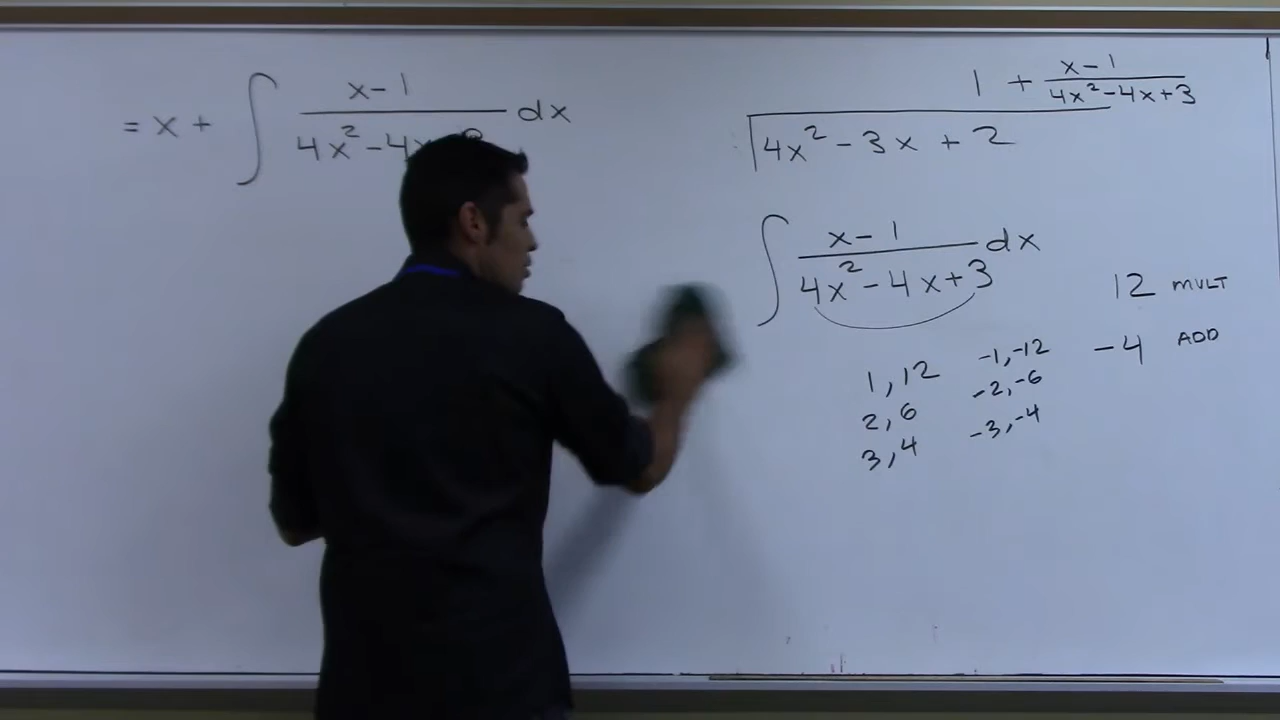 = x + ∫ x-1 / 4x² - 4x dx
1 + x-1 / 4x² - 4x + 3
4x² - 3x + 2
∫ x-1 / 4x² - 4x + 3 dx
12 MULT
-4 ADD
1, 12 -1, -12
2, 6 -2, -6
3, 4 -3, -4